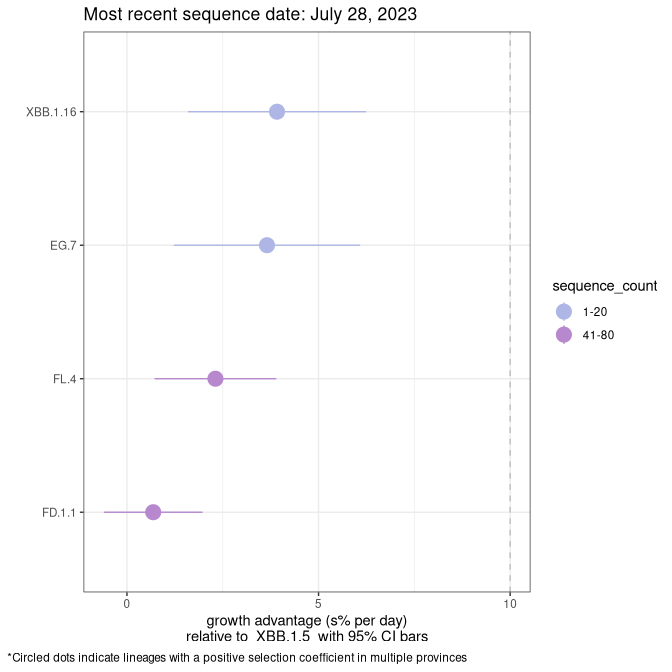 Most recent sequence date: July 28, 2023
XBB.1.16
EG.7
FL.4
FD.1.1
0
5
10
growth advantage (s% per day)
relative to  XBB.1.5  with 95% CI bars
sequence_count
1-20
41-80
*Circled dots indicate lineages with a positive selection coefficient in multiple provinces